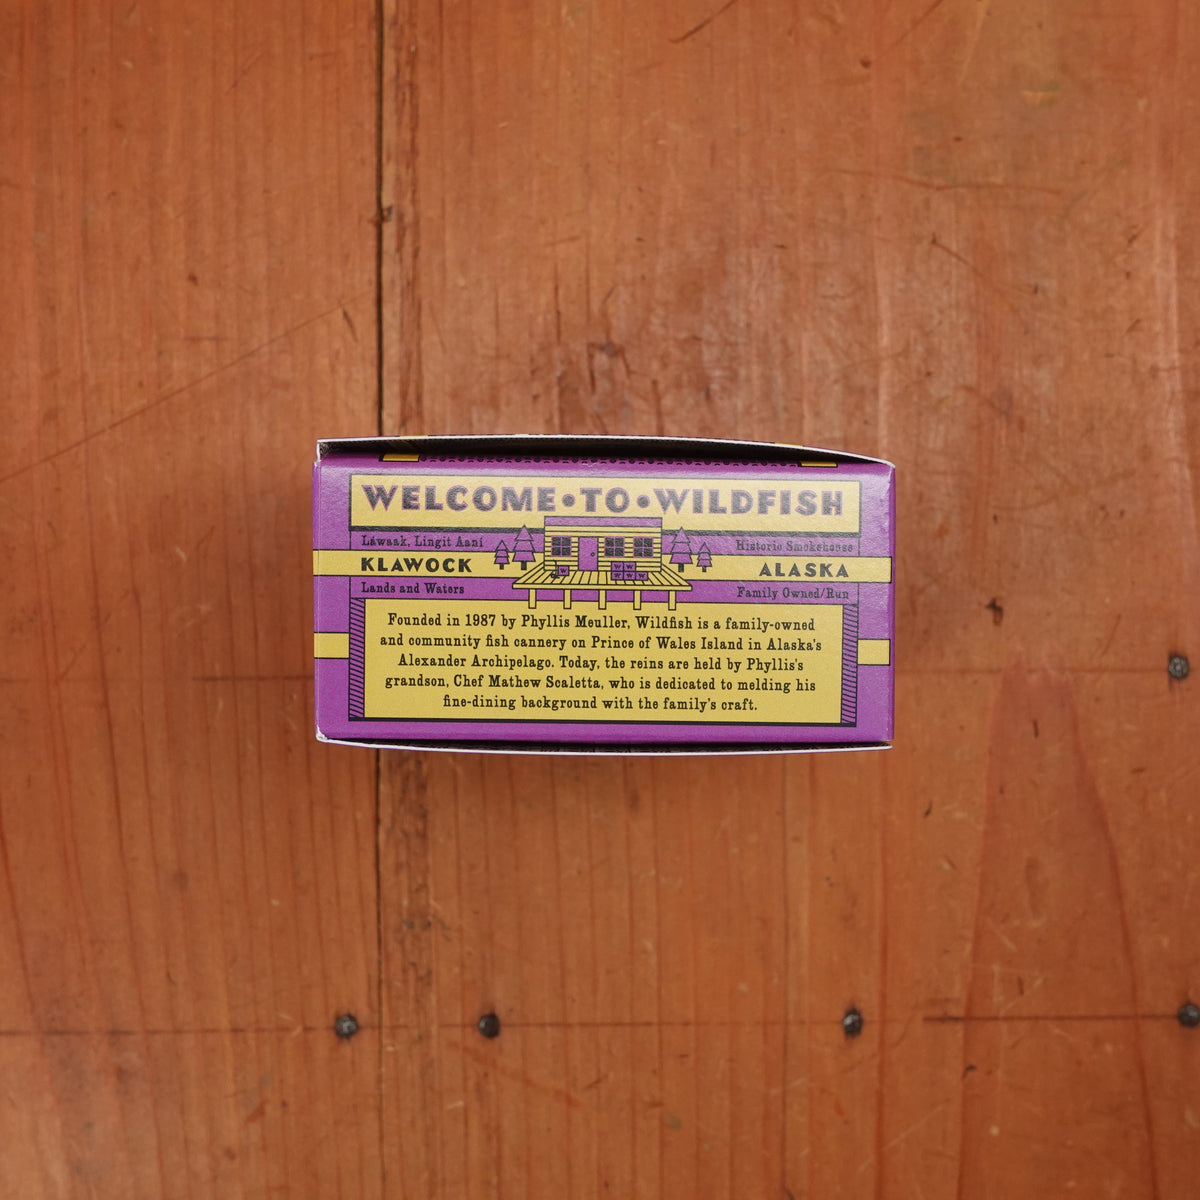 WELCOME•TO•WILDFISH
Láwaak, Lingít Aaní
Historic Smokehouse
KLAWOCK
ALASKA
Lands and Waters
Family Owned/Run
Founded in 1987 by Phyllis Meuller, Wildfish is a family-owned
and community fish cannery on Prince of Wales Island in Alaska's
Alexander Archipelago. Today, the reins are held by Phyllis's
grandson, Chef Mathew Scaletta, who is dedicated to melding his
fine-dining background with the family's craft.